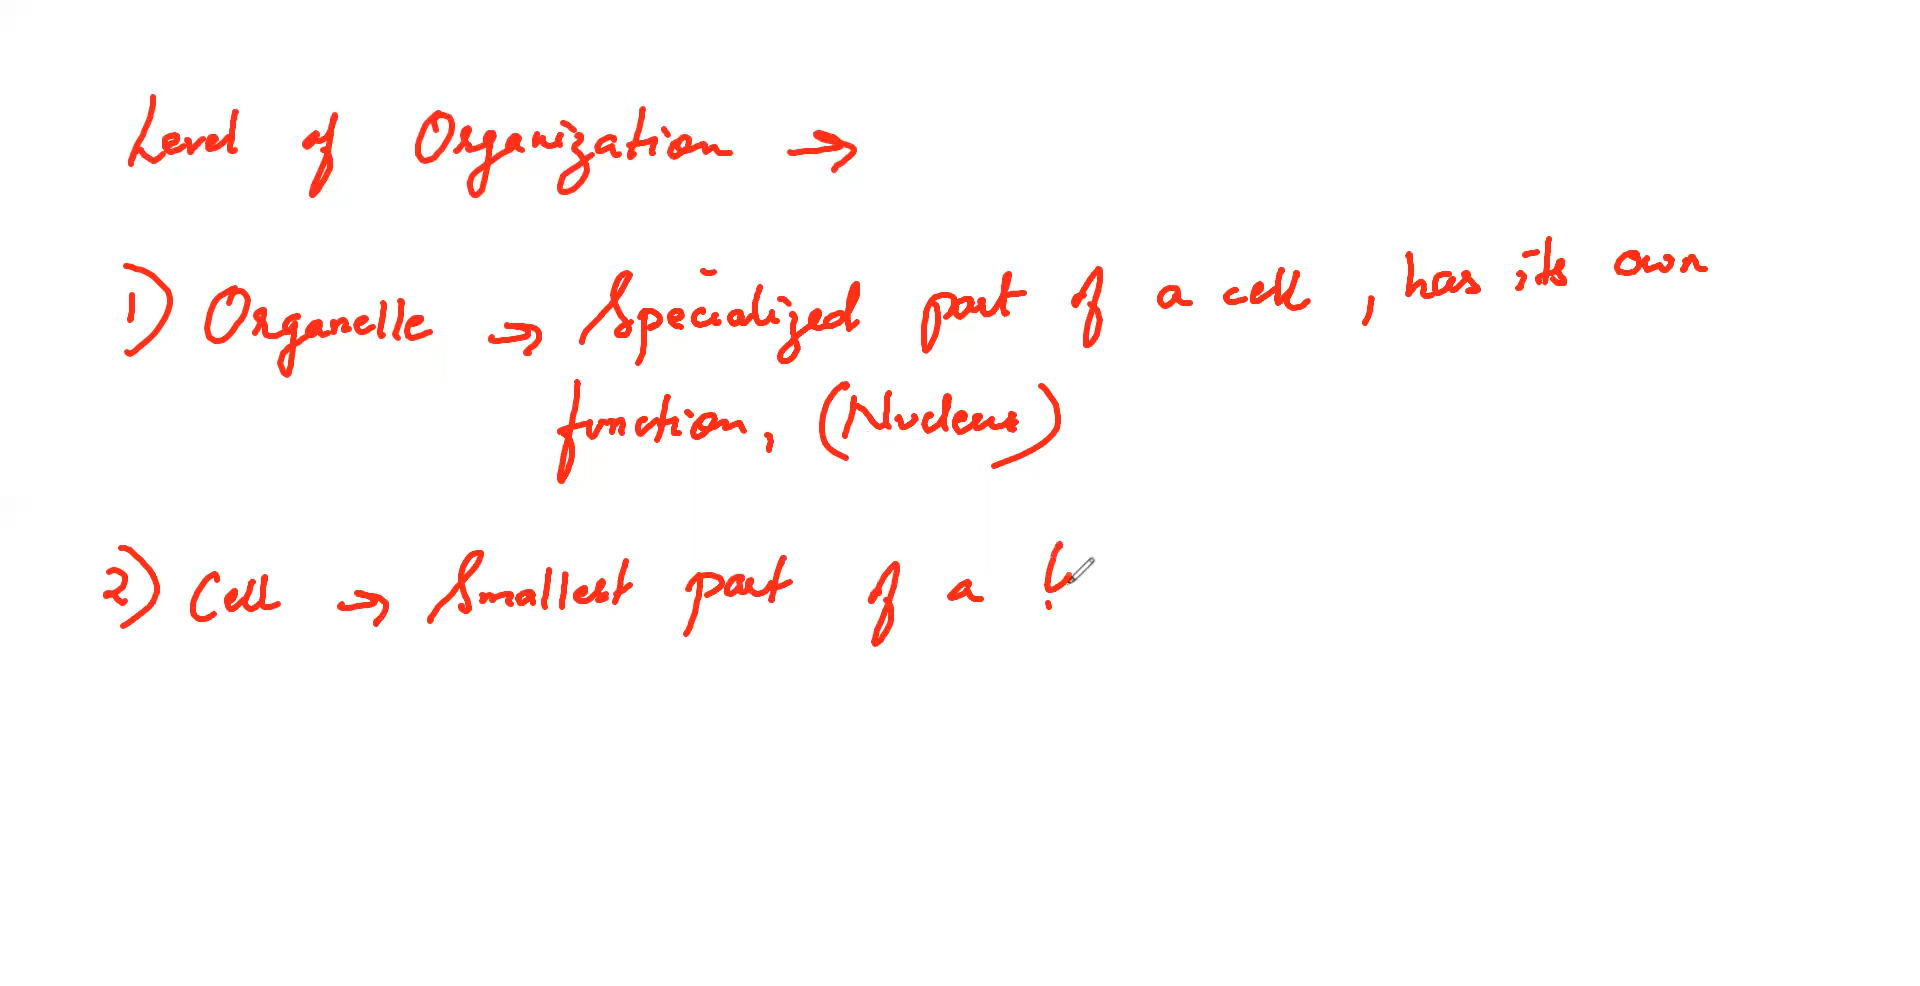 Level of Organization →
1) Organelle → Specialized part of a cell, has its own
function, (Nucleus)
2) Cell → Smallest part of a